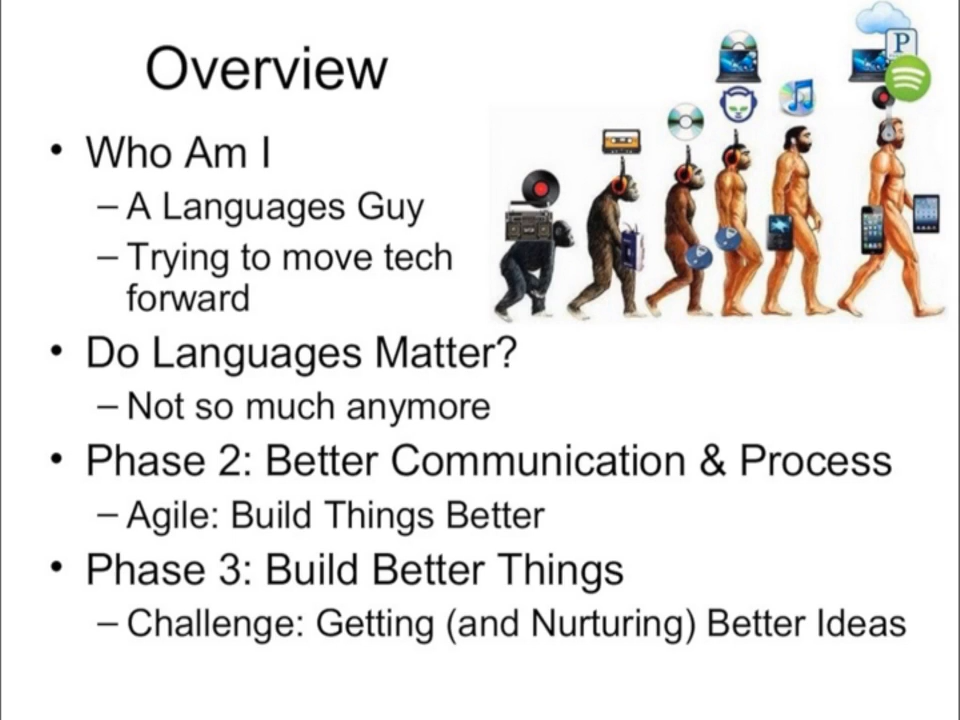 Overview
• Who Am I
– A Languages Guy
– Trying to move tech
forward
• Do Languages Matter?
– Not so much anymore
• Phase 2: Better Communication & Process
– Agile: Build Things Better
• Phase 3: Build Better Things
– Challenge: Getting (and Nurturing) Better Ideas
P